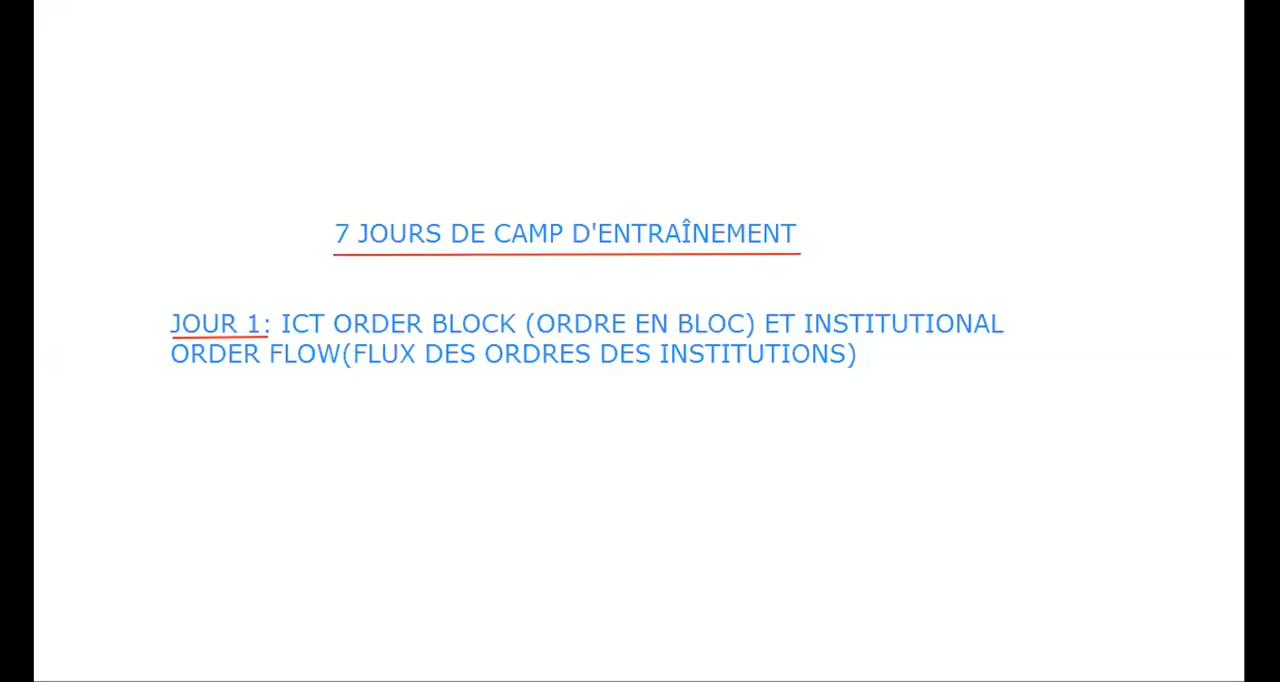 7 JOURS DE CAMP D'ENTRAÎNEMENT
JOUR 1: ICT ORDER BLOCK (ORDRE EN BLOC) ET INSTITUTIONAL
ORDER FLOW(FLUX DES ORDRES DES INSTITUTIONS)